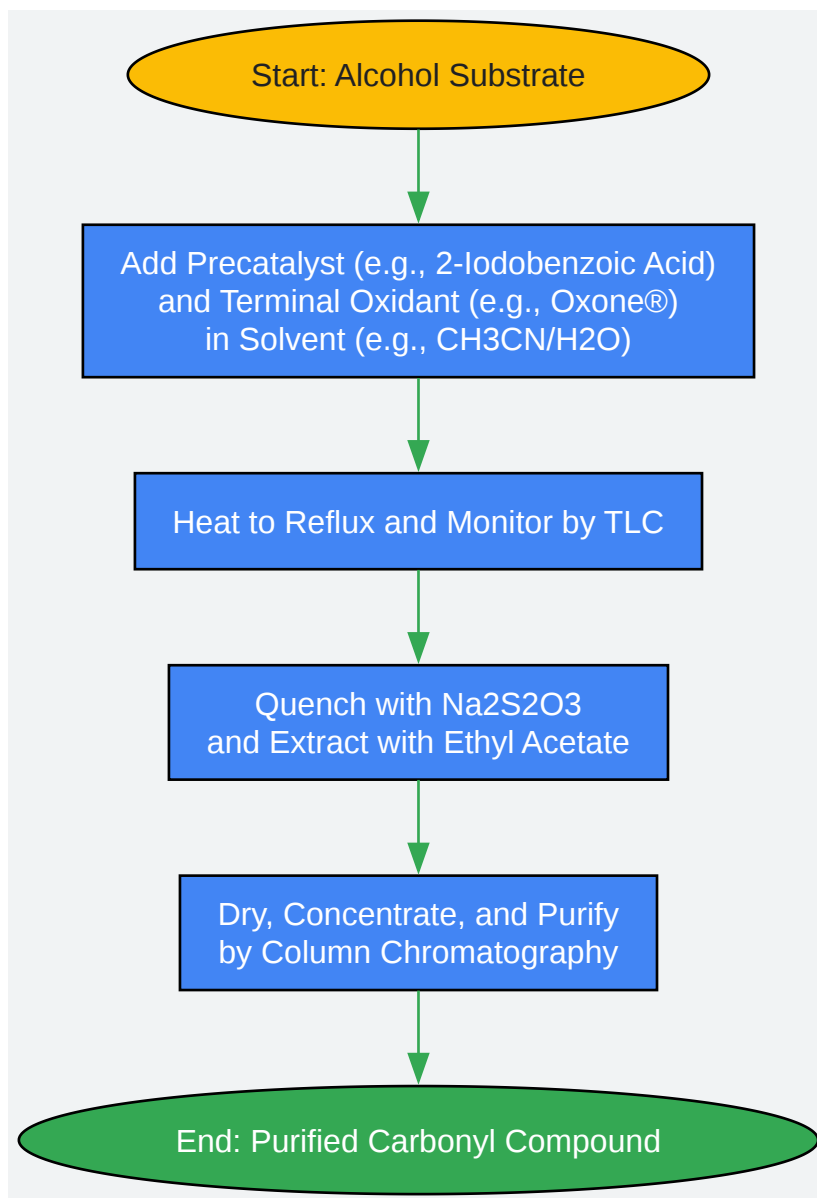 Start: Alcohol Substrate
Add Precatalyst (e.g., 2-Iodobenzoic Acid)
and Terminal Oxidant (e.g., Oxone®)
in Solvent (e.g., CH3CN/H2O)
Heat to Reflux and Monitor by TLC
Quench with Na2S2O3
and Extract with Ethyl Acetate
Dry, Concentrate, and Purify
by Column Chromatography
End: Purified Carbonyl Compound